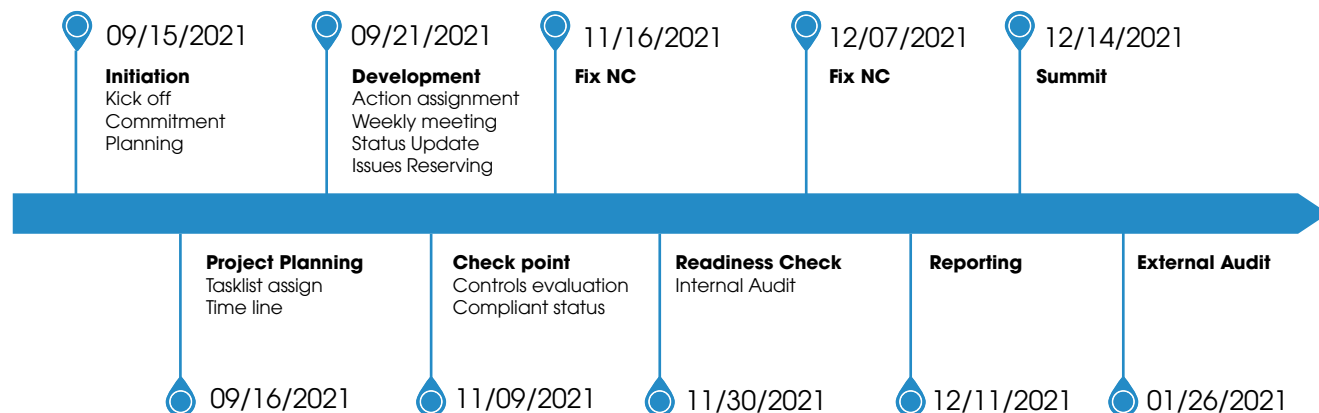 09/15/2021
Initiation
Kick off
Commitment
Planning
09/21/2021
Development
Action assignment
Weekly meeting
Status Update
Issues Reserving
11/16/2021
Fix NC
12/07/2021
Fix NC
12/14/2021
Summit
Project Planning
Tasklist assign
Time line
09/16/2021
Check point
Controls evaluation
Compliant status
11/09/2021
Readiness Check
Internal Audit
11/30/2021
Reporting
12/11/2021
External Audit
01/26/2021